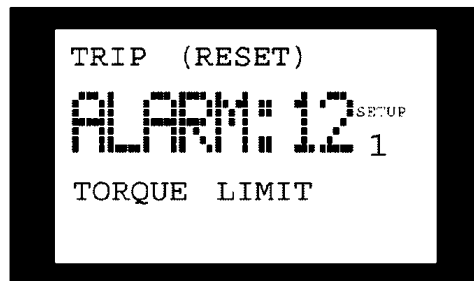 TRIP (RESET)
ALARM: 12
SETUP
1
TORQUE LIMIT